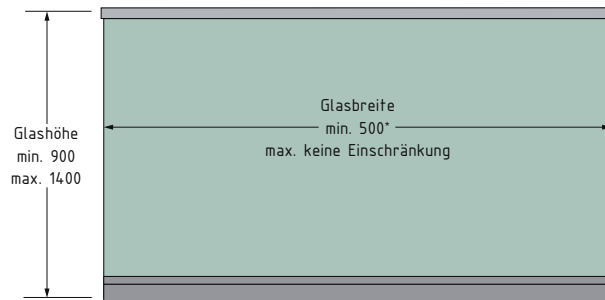 Glasbreite
min. 500*
max. keine Einschränkung
Glashöhe
min. 900
max. 1400